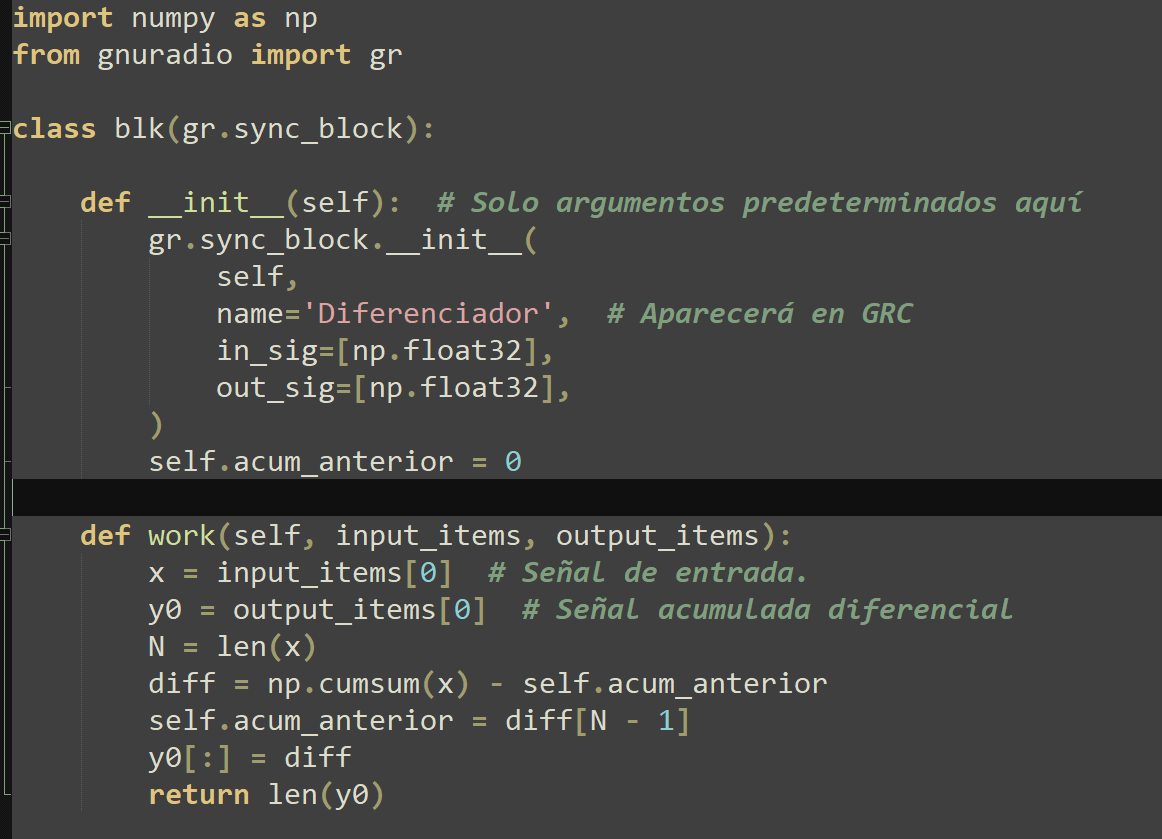 import numpy as np
from gnuradio import gr

class blk(gr.sync_block):

    def __init__(self):  # Solo argumentos predeterminados aquí
        gr.sync_block.__init__(
            self,
            name='Diferenciador',  # Aparecerá en GRC
            in_sig=[np.float32],
            out_sig=[np.float32],
        )
        self.acum_anterior = 0

    def work(self, input_items, output_items):
        x = input_items[0]  # Señal de entrada.
        y0 = output_items[0]  # Señal acumulada diferencial
        N = len(x)
        diff = np.cumsum(x) - self.acum_anterior
        self.acum_anterior = diff[N - 1]
        y0[:] = diff
        return len(y0)